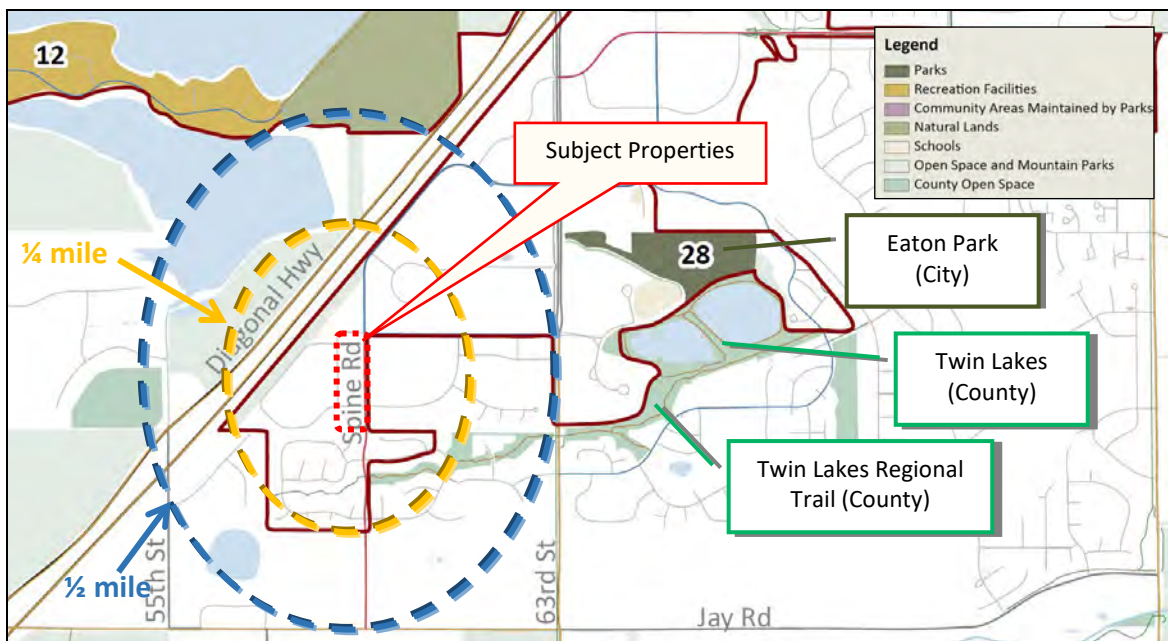 12
Legend
Parks
Recreation Facilities
Community Areas Maintained by Parks
Natural Lands
Schools
Open Space and Mountain Parks
County Open Space
Subject Properties
¼ mile
Diagonal Hwy
28
Eaton Park
(City)
Spine Rd
Twin Lakes
(County)
Twin Lakes Regional
Trail (County)
½ mile
55th St
63rd St
Jay Rd